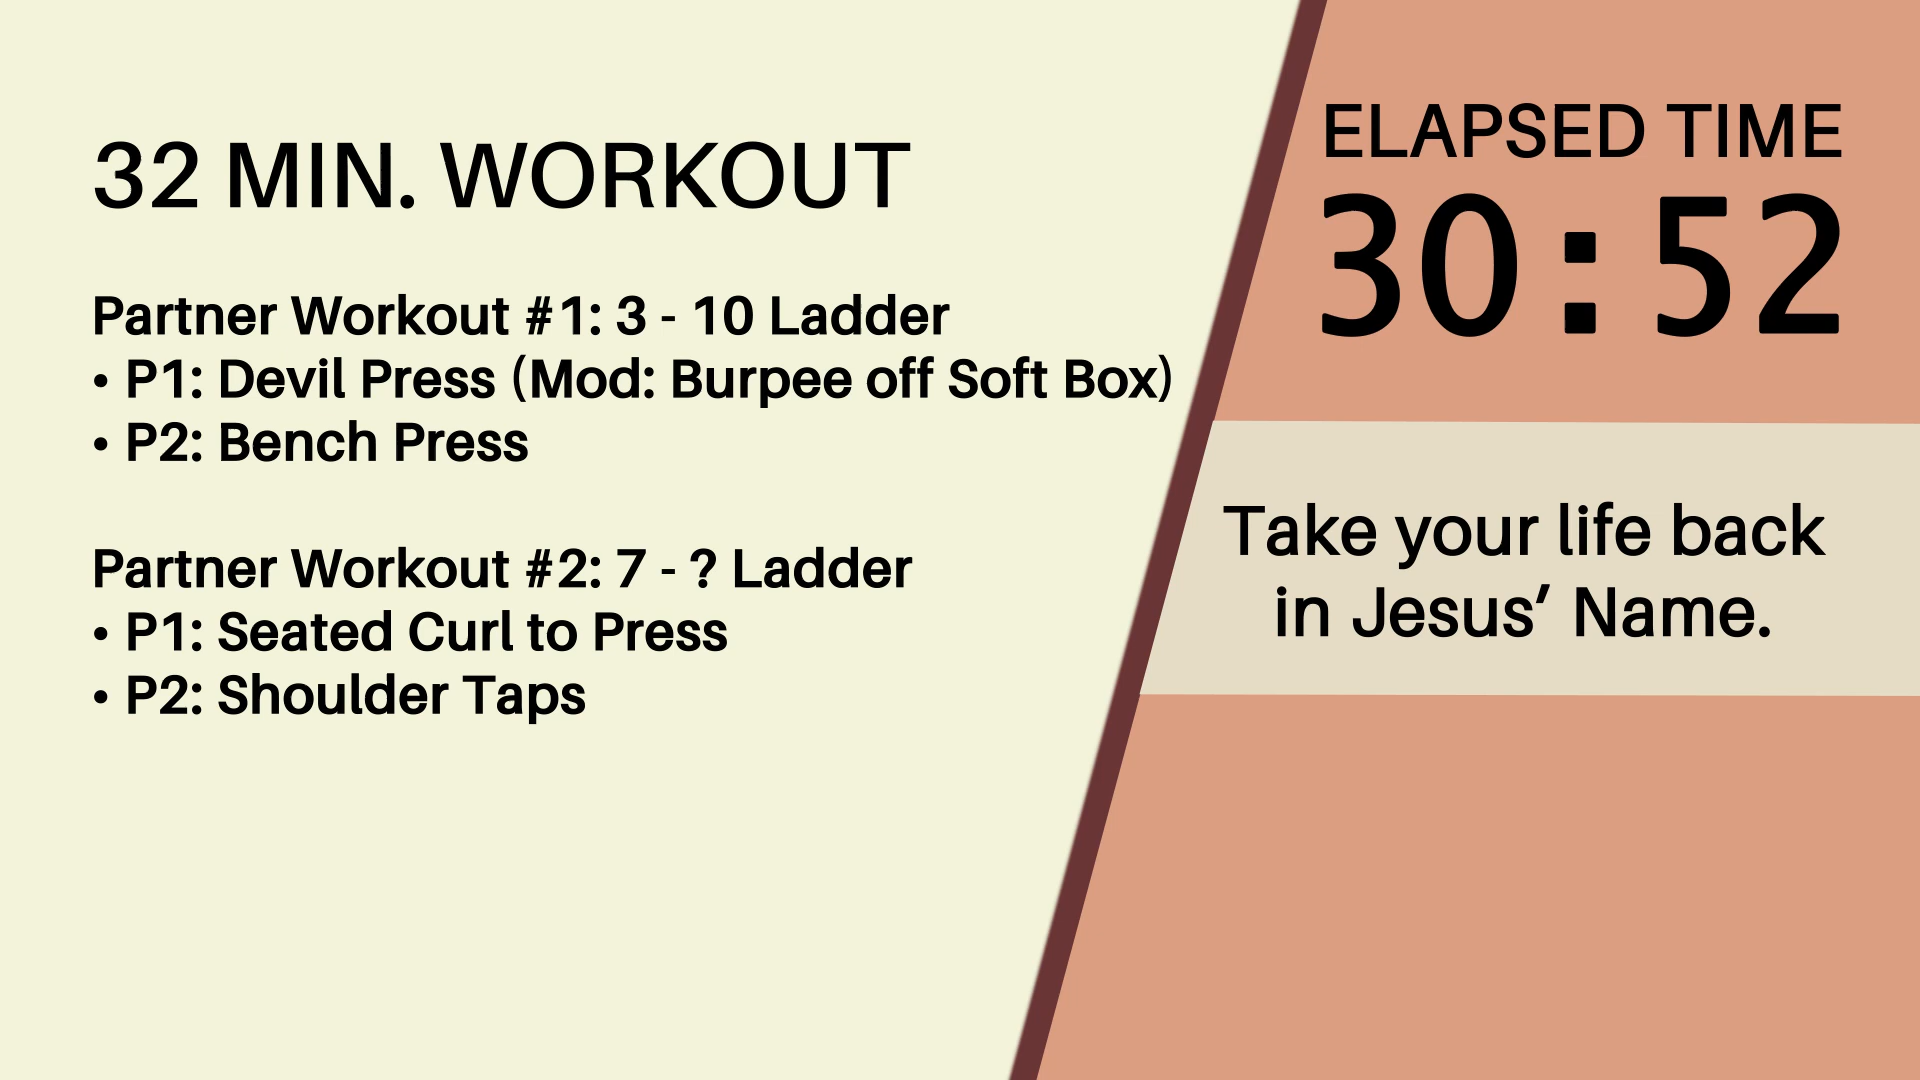 32 MIN. WORKOUT
Partner Workout #1: 3 - 10 Ladder
• P1: Devil Press (Mod: Burpee off Soft Box)
• P2: Bench Press
Partner Workout #2: 7 - ? Ladder
• P1: Seated Curl to Press
• P2: Shoulder Taps
ELAPSED TIME
30:52
Take your life back
in Jesus’ Name.